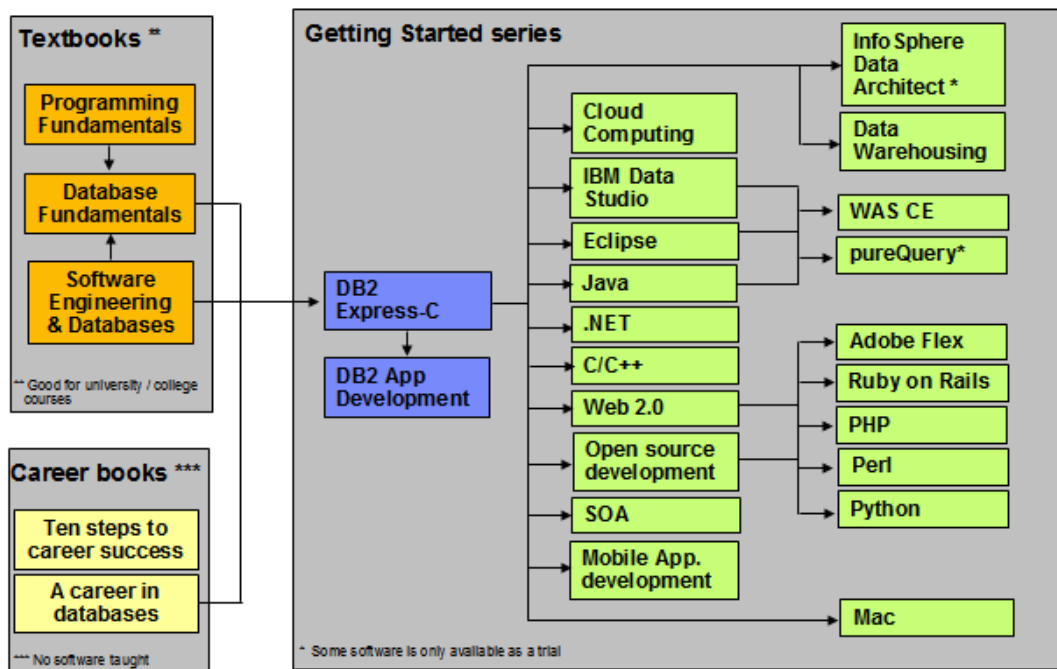 Textbooks **
Programming
Fundamentals
Database
Fundamentals
Software
Engineering
& Databases
** Good for university / college
courses
Career books ***
Ten steps to
career success
A career in
databases
*** No software taught
Getting Started series
DB2
Express-C
DB2 App
Development
Cloud
Computing
IBM Data
Studio
Eclipse
Java
.NET
C/C++
Web 2.0
Open source
development
SOA
Mobile App.
development
InfoSphere
Data
Architect *
Data
Warehousing
WAS CE
pureQuery*
Adobe Flex
Ruby on Rails
PHP
Perl
Python
Mac
* Some software is only available as a trial